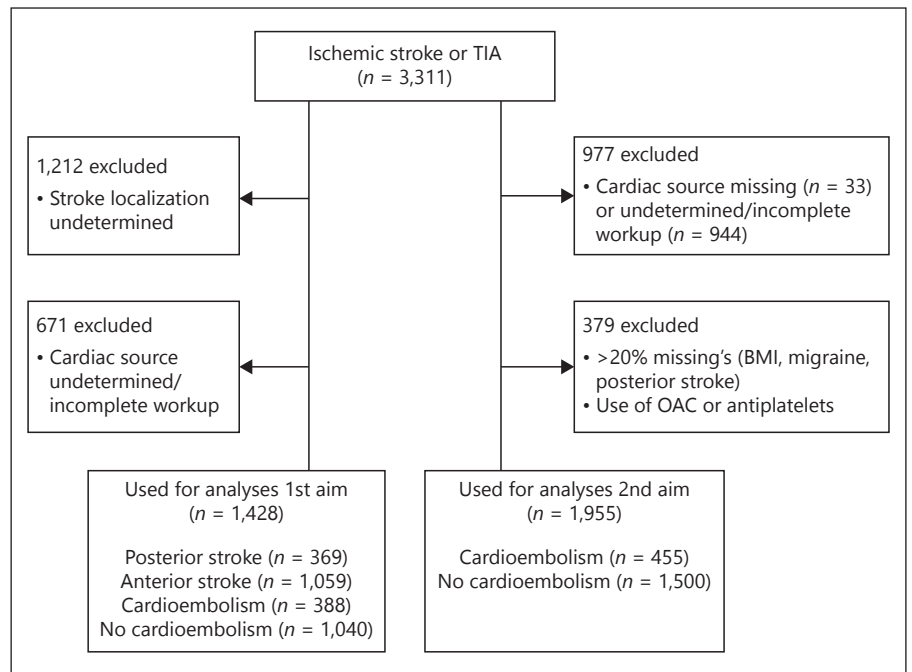 Ischemic stroke or TIA
(n = 3,311)
1,212 excluded
• Stroke localization
undetermined
977 excluded
• Cardiac source missing (n = 33)
or undetermined/incomplete
workup (n = 944)
671 excluded
• Cardiac source
undetermined/
incomplete workup
379 excluded
• >20% missing's (BMI, migraine,
posterior stroke)
• Use of OAC or antiplatelets
Used for analyses 1st aim
(n = 1,428)
Posterior stroke (n = 369)
Anterior stroke (n = 1,059)
Cardioembolism (n = 388)
No cardioembolism (n = 1,040)
Used for analyses 2nd aim
(n = 1,955)
Cardioembolism (n = 455)
No cardioembolism (n = 1,500)